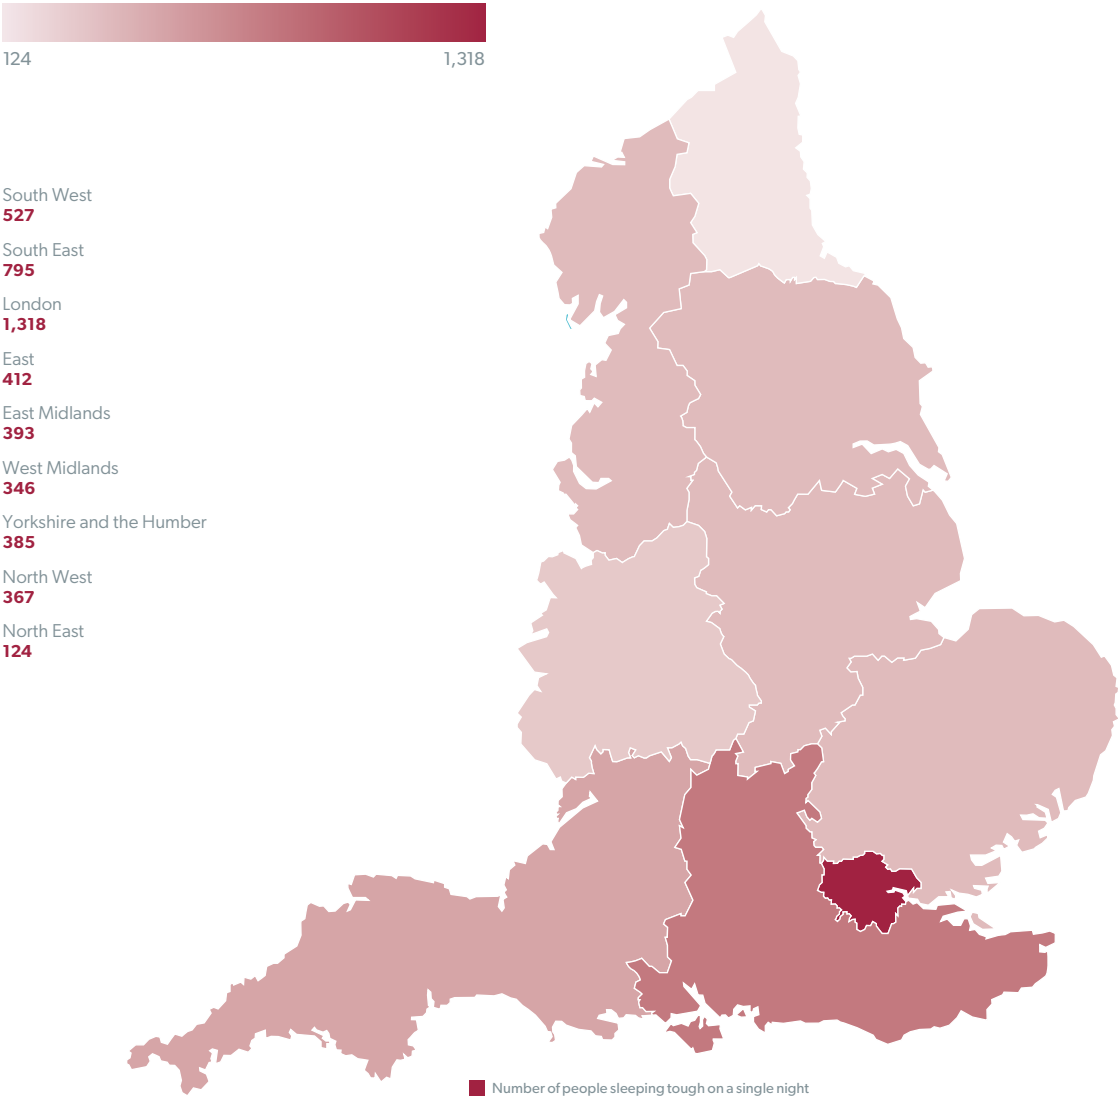 124 1,318
South West
527
South East
795
London
1,318
East
412
East Midlands
393
West Midlands
346
Yorkshire and the Humber
385
North West
367
North East
124
Number of people sleeping tough on a single night